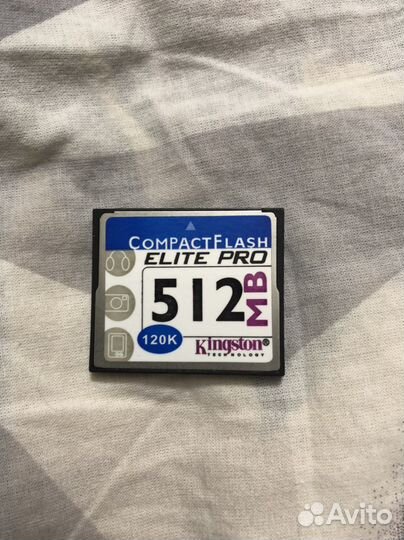 COMPACTFLASH
ELITE PRO
512 MB
120K
Kingston®
TECHNOLOGY
Avito